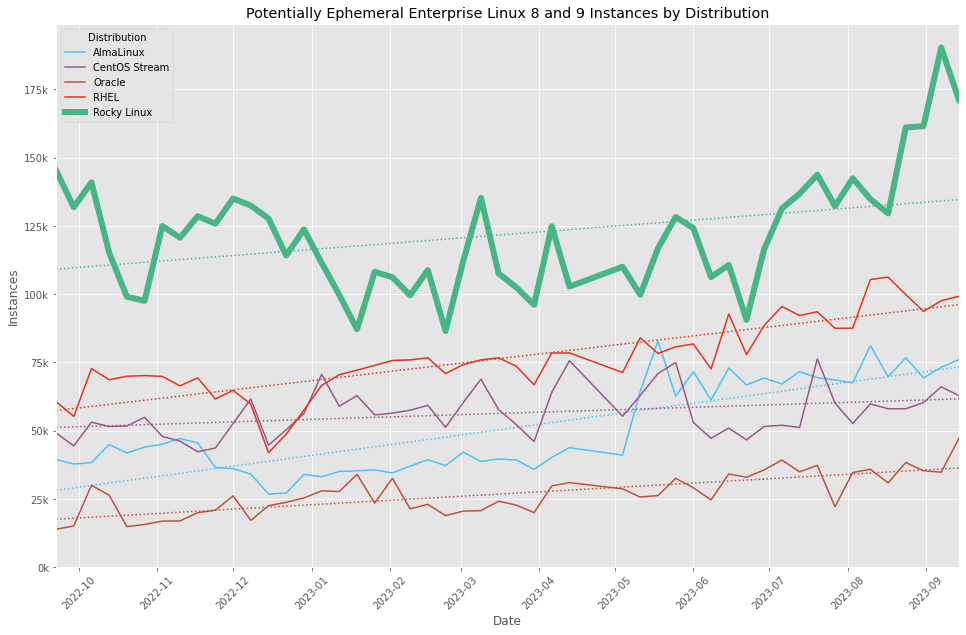 Potentially Ephemeral Enterprise Linux 8 and 9 Instances by Distribution
Distribution
AlmaLinux
CentOS Stream
Oracle
RHEL
Rocky Linux
175k
150k
125k
100k
75k
50k
25k
0k
Instances
2022-10
2022-11
2022-12
2023-01
2023-02
2023-03
2023-04
2023-05
2023-06
2023-07
2023-08
2023-09
Date